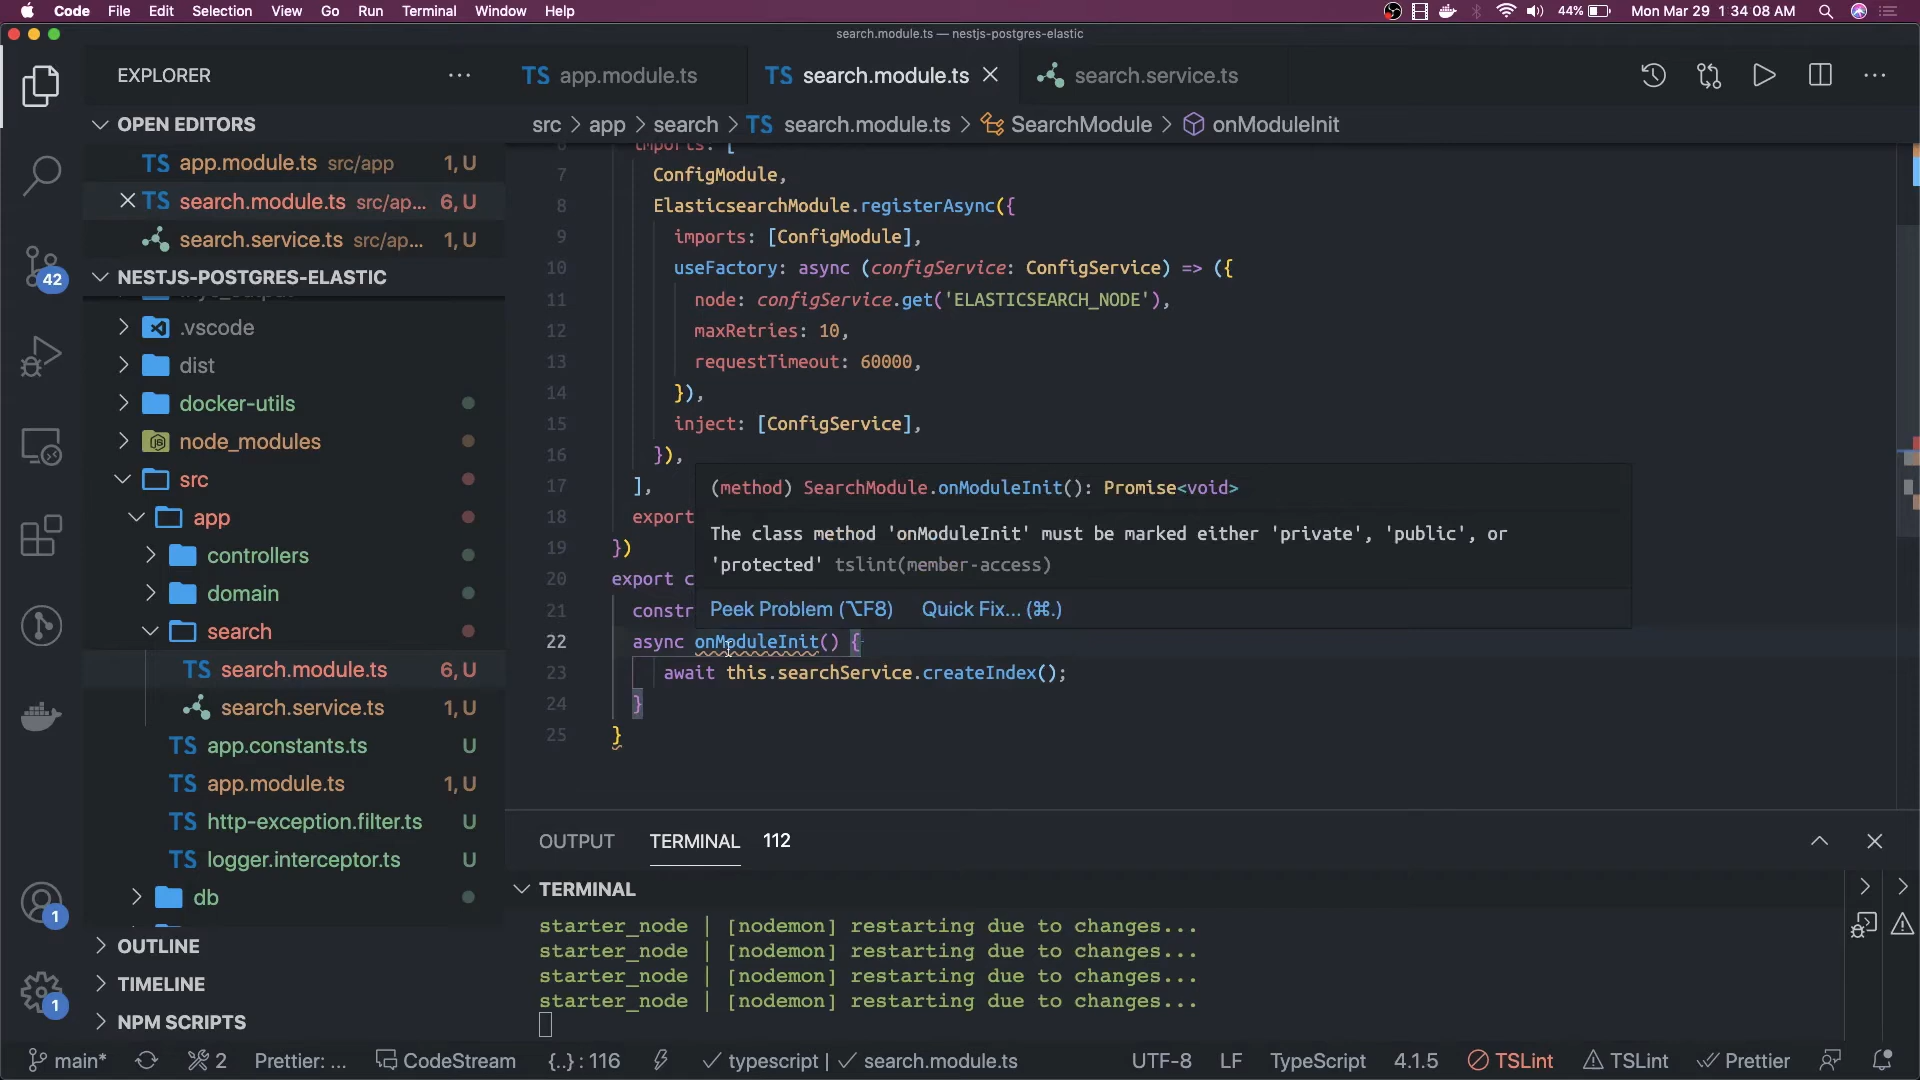 Code File Edit Selection View Go Run Terminal Window Help 44% Mon Mar 29 1 34 08 AM
search.module.ts — nestjs-postgres-elastic
EXPLORER
TS app.module.ts
TS search.module.ts
search.service.ts
src > app > search > TS search.module.ts > SearchModule > onModuleInit
OPEN EDITORS
TS app.module.ts src/app 1, U
TS search.module.ts src/ap... 6, U
search.service.ts src/ap... 1, U
NESTJS-POSTGRES-ELASTIC
.vscode
dist
docker-utils
node_modules
src
app
controllers
domain
search
TS search.module.ts 6, U
search.service.ts 1, U
TS app.constants.ts U
TS app.module.ts 1, U
TS http-exception.filter.ts U
TS logger.interceptor.ts U
db
OUTLINE
TIMELINE
NPM SCRIPTS
42
1
1
imports: [
7 ConfigModule,
8 ElasticsearchModule.registerAsync({
9 imports: [ConfigModule],
10 useFactory: async (configService: ConfigService) => ({
11 node: configService.get('ELASTICSEARCH_NODE'),
12 maxRetries: 10,
13 requestTimeout: 60000,
14 }),
15 inject: [ConfigService],
16 }),
17 ],
18 export
19 })
20 export c
21 constr
22 async onModuleInit() {
23 await this.searchService.createIndex();
24 }
25 }
(method) SearchModule.onModuleInit(): Promise<void>
The class method 'onModuleInit' must be marked either 'private', 'public', or
'protected' tslint(member-access)
Peek Problem (⌥F8) Quick Fix... (⌘.)
OUTPUT TERMINAL 112
TERMINAL
starter_node | [nodemon] restarting due to changes...
starter_node | [nodemon] restarting due to changes...
starter_node | [nodemon] restarting due to changes...
starter_node | [nodemon] restarting due to changes...
main* 2 Prettier: ... CodeStream {..} : 116 typescript | search.module.ts UTF-8 LF TypeScript 4.1.5 TSLint TSLint Prettier